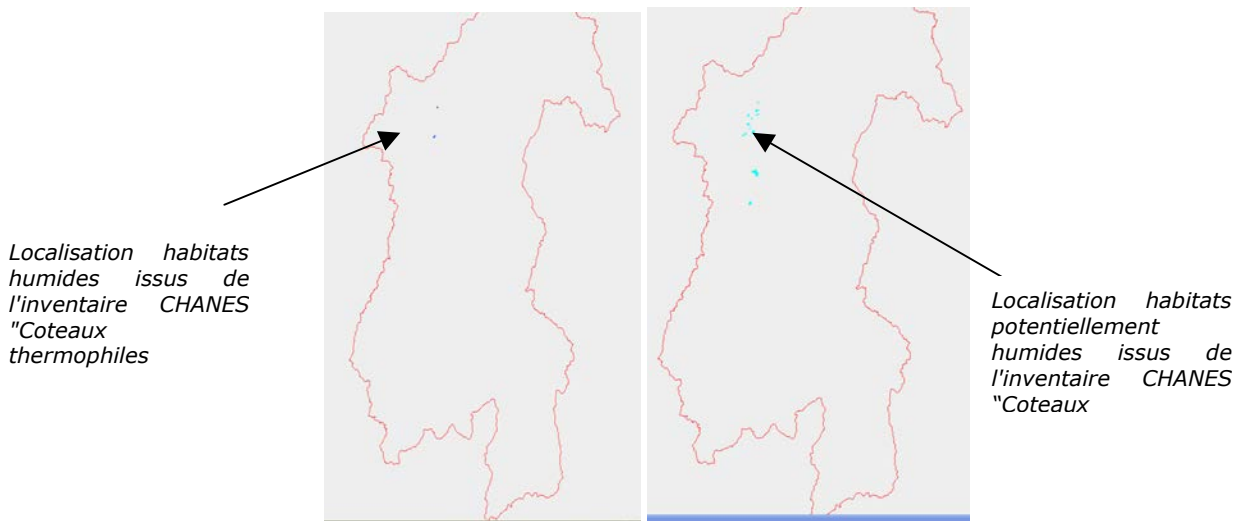 Localisation habitats
humides issus de
l'inventaire CHANES
"Coteaux
thermophiles
Localisation habitats
potentiellement
humides issus de
l'inventaire CHANES
“Coteaux